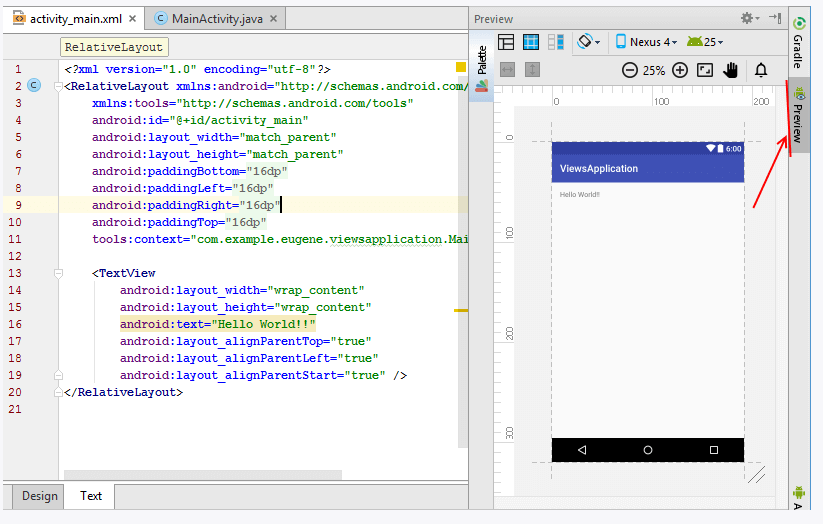 activity_main.xml MainActivity.java
RelativeLayout
1 <?xml version="1.0" encoding="utf-8"?>
2 <RelativeLayout xmlns:android="http://schemas.android.com/
3 xmlns:tools="http://schemas.android.com/tools"
4 android:id="@+id/activity_main"
5 android:layout_width="match_parent"
6 android:layout_height="match_parent"
7 android:paddingBottom="16dp"
8 android:paddingLeft="16dp"
9 android:paddingRight="16dp"
10 android:paddingTop="16dp"
11 tools:context="com.example.eugene.viewsapplication.Mai
12
13 <TextView
14 android:layout_width="wrap_content"
15 android:layout_height="wrap_content"
16 android:text="Hello World!!"
17 android:layout_alignParentTop="true"
18 android:layout_alignParentLeft="true"
19 android:layout_alignParentStart="true" />
20 </RelativeLayout>
21
Design Text
Preview
Palette
Nexus 4 25
25%
0 100 200
0
100
200
300
6:00
ViewsApplication
Hello World!!
Gradle
Preview
A